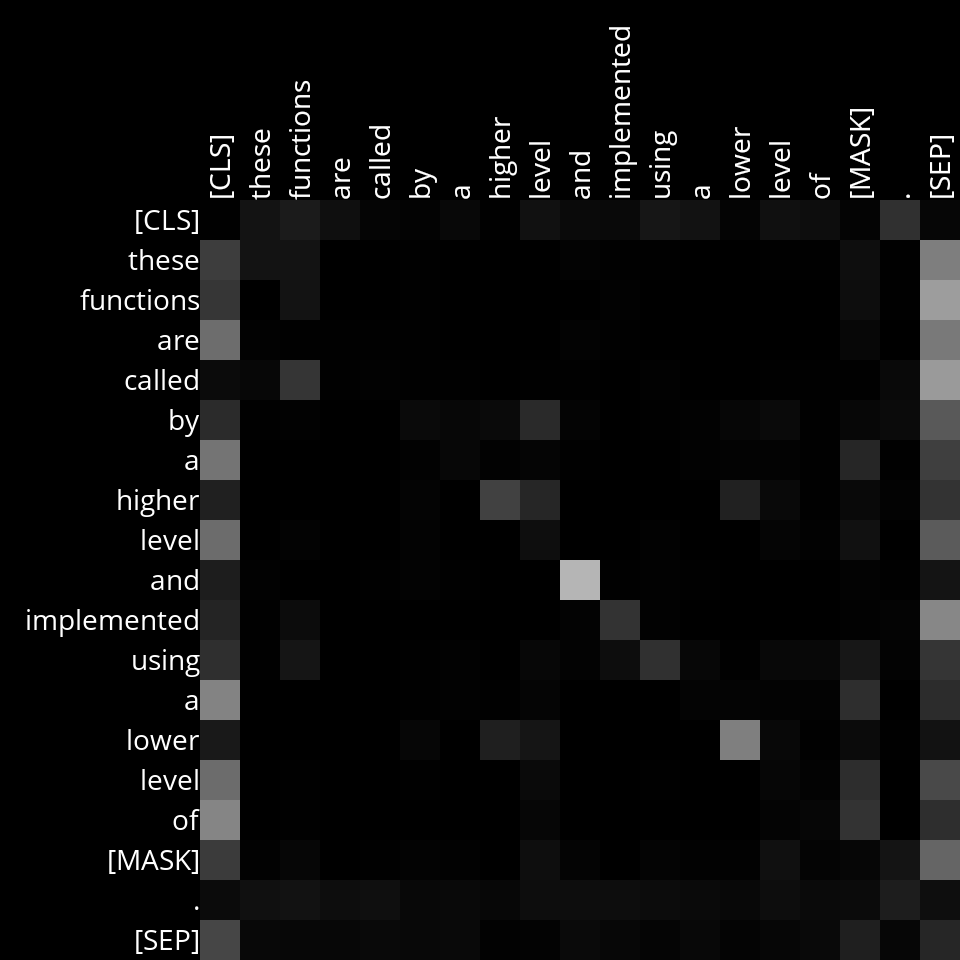 [CLS]
these
functions
are
called
by
a
higher
level
and
implemented
using
a
lower
level
of
[MASK]
.
[SEP]
[CLS]
these
functions
are
called
by
a
higher
level
and
implemented
using
a
lower
level
of
[MASK]
.
[SEP]